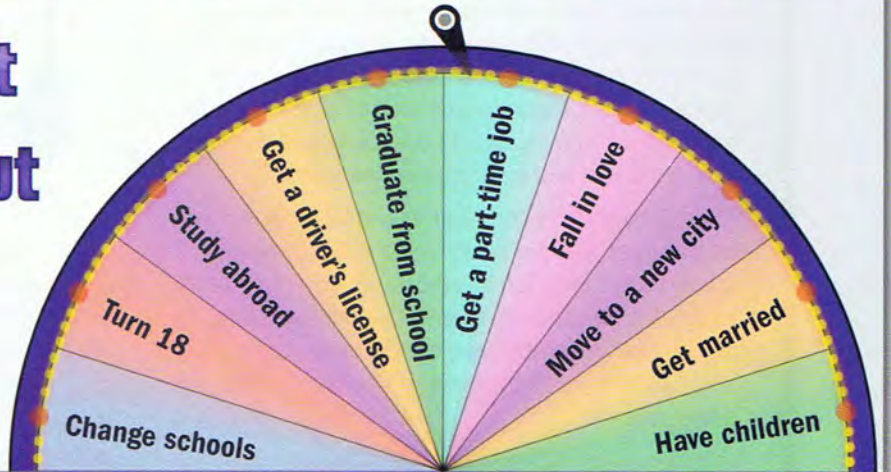 t
ut
Change schools
Turn 18
Study abroad
Get a driver's license
Graduate from school
Get a part-time job
Fall in love
Move to a new city
Get married
Have children